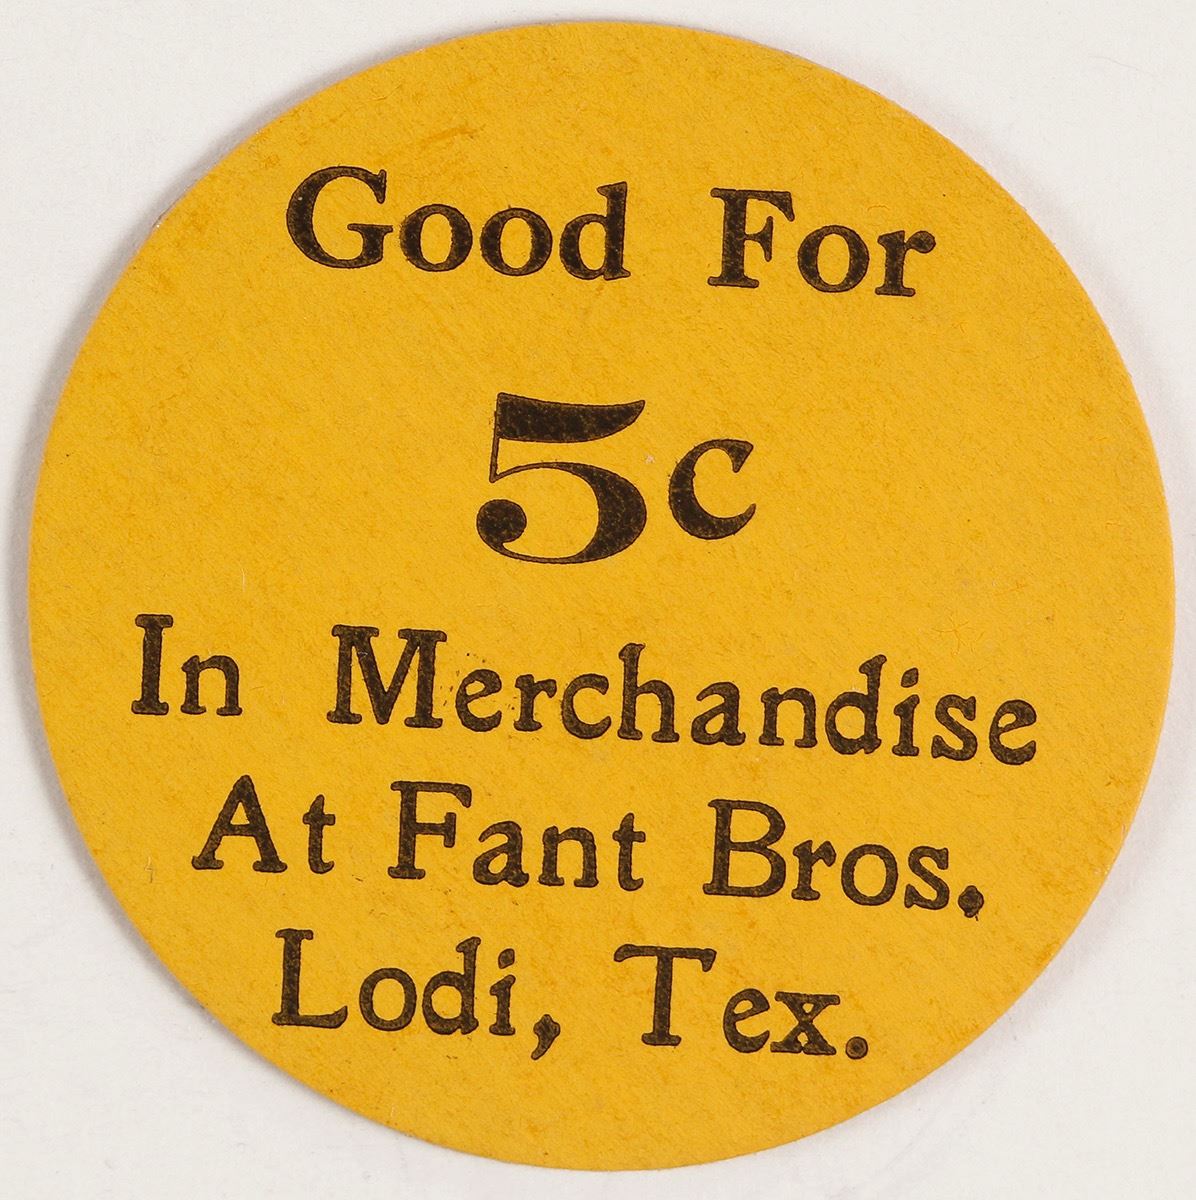 Good For
5c
In Merchandise
At Fant Bros.
Lodi, Tex.